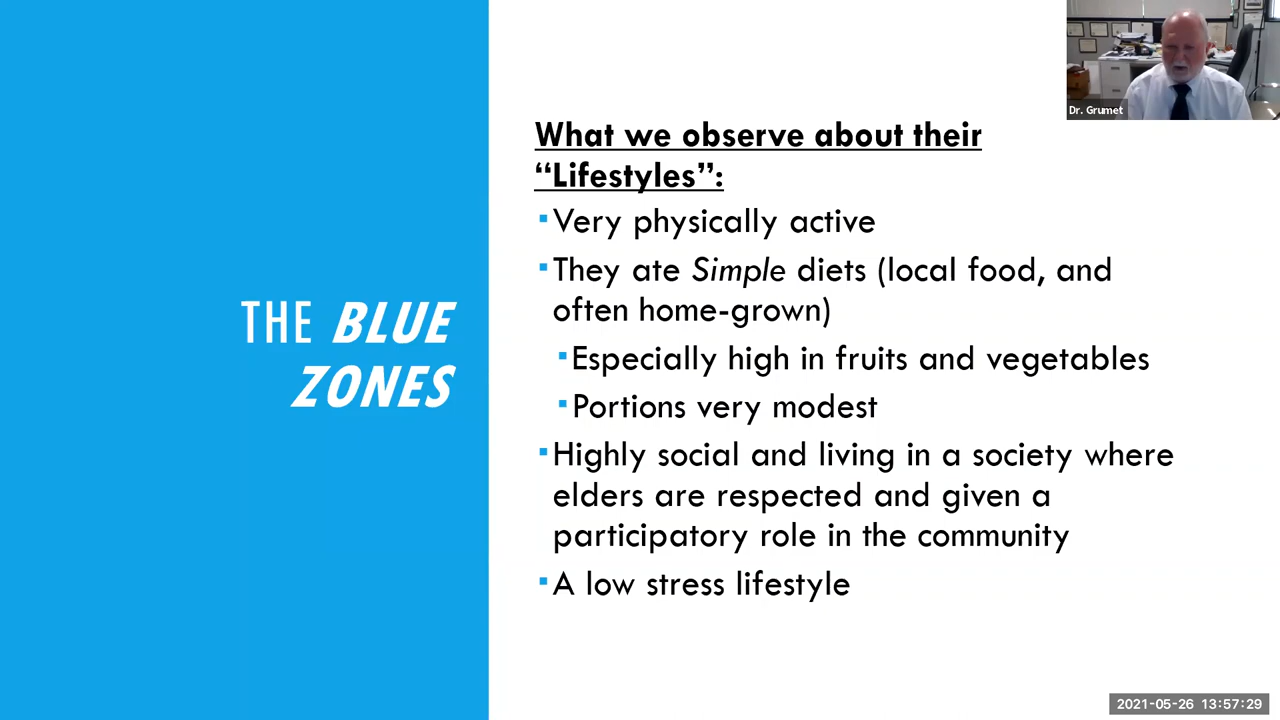 Dr. Grumet
THE BLUE
ZONES
What we observe about their
“Lifestyles”:
▪Very physically active
▪They ate Simple diets (local food, and
often home-grown)
▪Especially high in fruits and vegetables
▪Portions very modest
▪Highly social and living in a society where
elders are respected and given a
participatory role in the community
▪A low stress lifestyle
2021-05-26 13:57:29